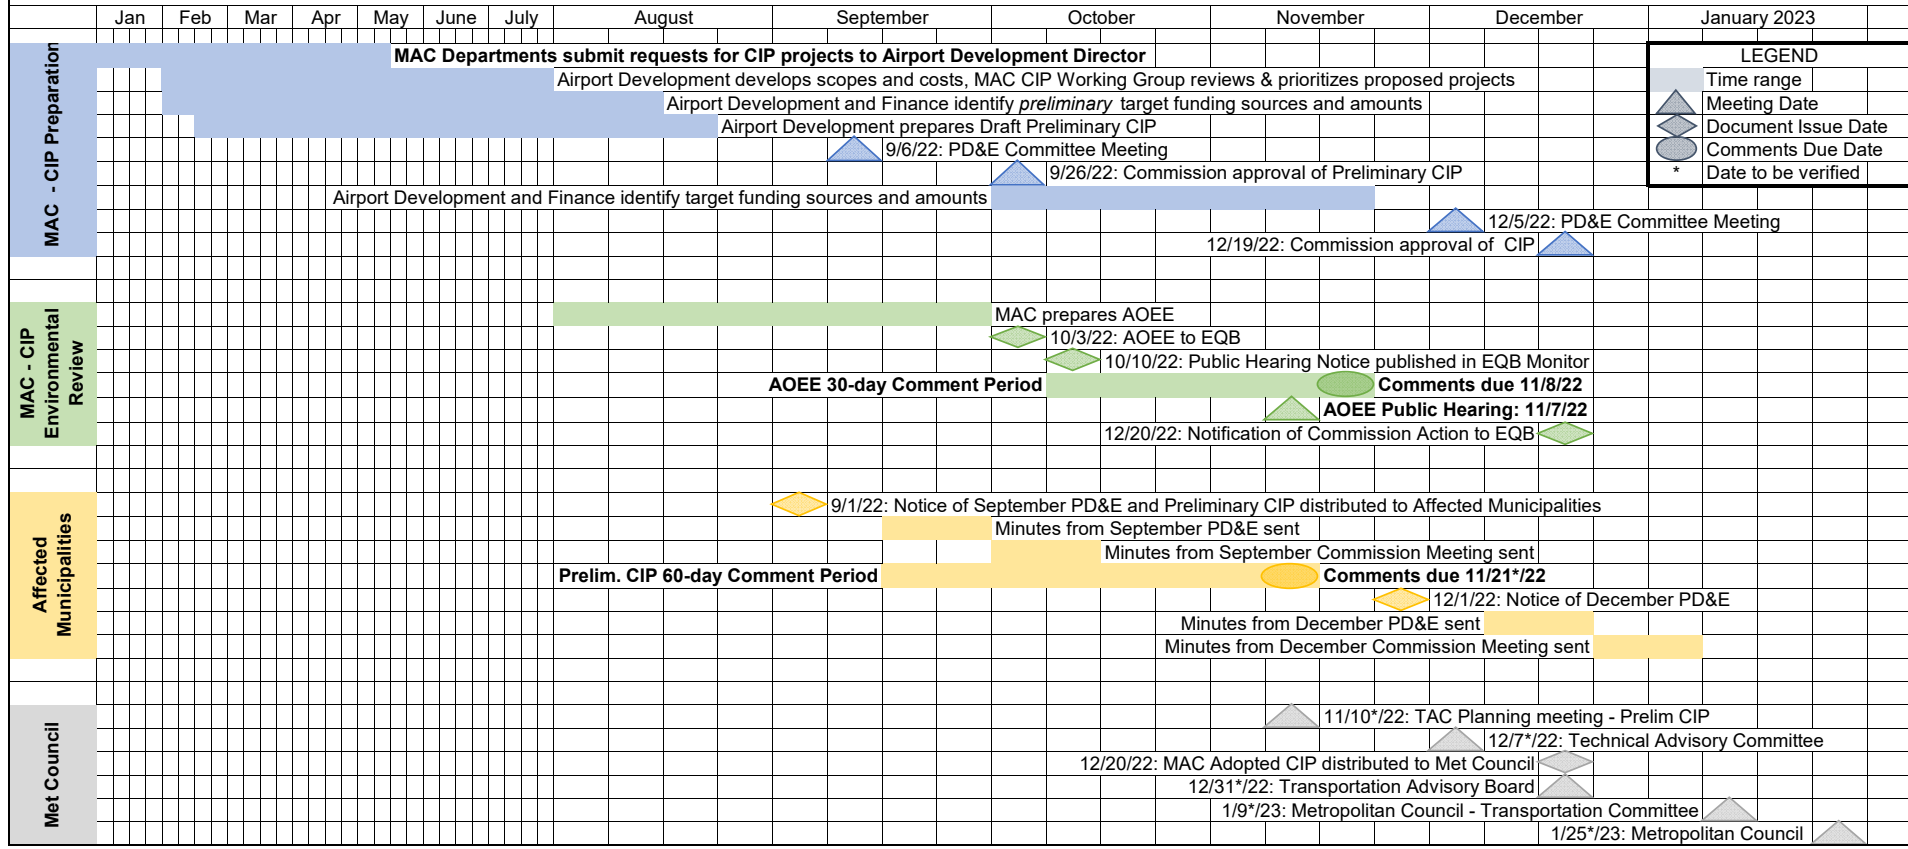 Jan Feb Mar Apr May June July August September October November December January 2023
MAC - CIP Preparation
MAC Departments submit requests for CIP projects to Airport Development Director
Airport Development develops scopes and costs, MAC CIP Working Group reviews & prioritizes proposed projects
Airport Development and Finance identify preliminary target funding sources and amounts
Airport Development prepares Draft Preliminary CIP
9/6/22: PD&E Committee Meeting
9/26/22: Commission approval of Preliminary CIP
Airport Development and Finance identify target funding sources and amounts
12/5/22: PD&E Committee Meeting
12/19/22: Commission approval of CIP
LEGEND
Time range
Meeting Date
Document Issue Date
Comments Due Date
* Date to be verified
MAC - CIP
Environmental
Review
MAC prepares AOEE
10/3/22: AOEE to EQB
10/10/22: Public Hearing Notice published in EQB Monitor
AOEE 30-day Comment Period Comments due 11/8/22
AOEE Public Hearing: 11/7/22
12/20/22: Notification of Commission Action to EQB
Affected
Municipalities
9/1/22: Notice of September PD&E and Preliminary CIP distributed to Affected Municipalities
Minutes from September PD&E sent
Minutes from September Commission Meeting sent
Prelim. CIP 60-day Comment Period Comments due 11/21*/22
12/1/22: Notice of December PD&E
Minutes from December PD&E sent
Minutes from December Commission Meeting sent
Met Council
11/10*/22: TAC Planning meeting - Prelim CIP
12/7*/22: Technical Advisory Committee
12/20/22: MAC Adopted CIP distributed to Met Council
12/31*/22: Transportation Advisory Board
1/9*/23: Metropolitan Council - Transportation Committee
1/25*/23: Metropolitan Council